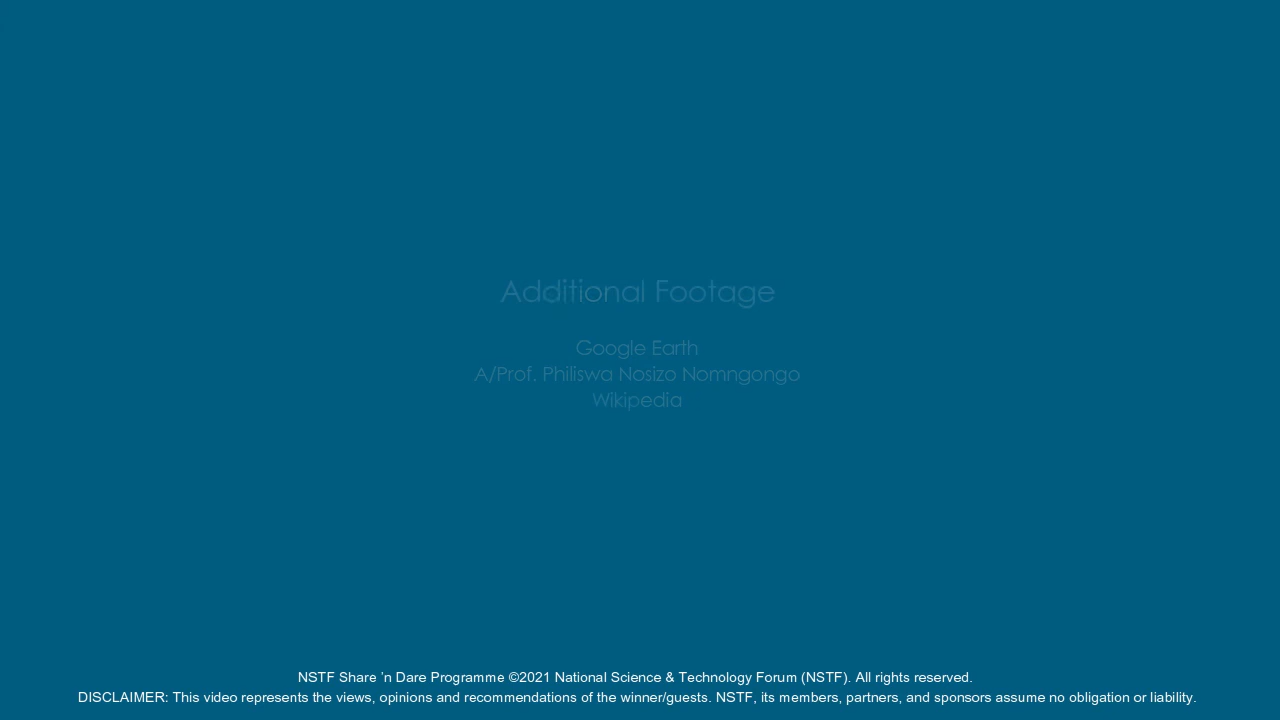 Additional Footage
Google Earth
A/Prof. Philiswa Nosizo Nomngongo
Wikipedia
NSTF Share 'n Dare Programme ©2021 National Science & Technology Forum (NSTF). All rights reserved.
DISCLAIMER: This video represents the views, opinions and recommendations of the winner/guests. NSTF, its members, partners, and sponsors assume no obligation or liability.